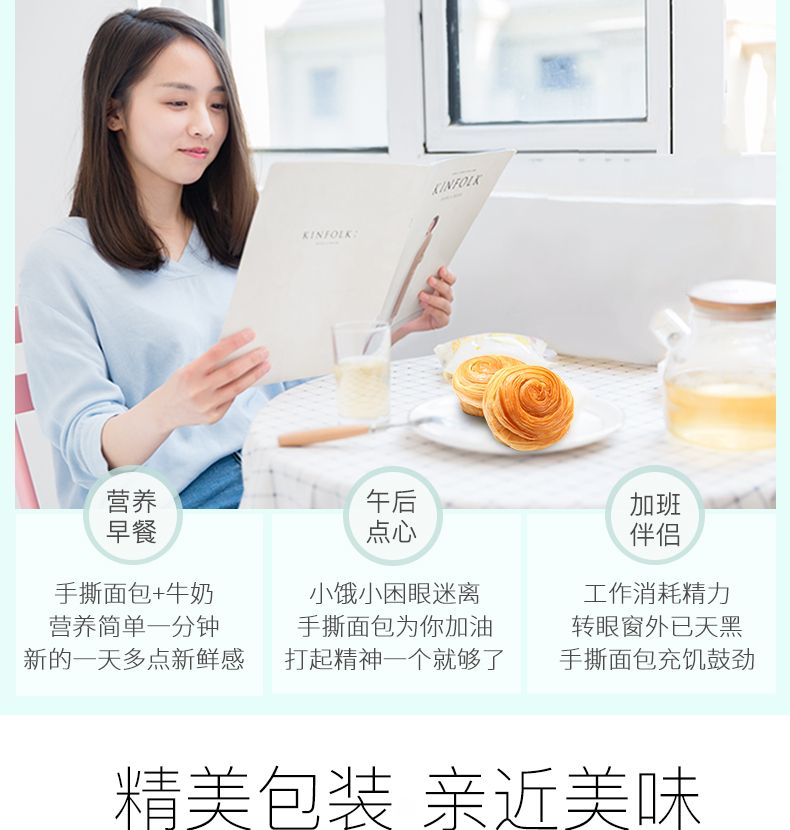 KINFOLK
KINFOLK
营养
早餐
手撕面包+牛奶
营养简单一分钟
新的一天多点新鲜感
午后
点心
小饿小困眼迷离
手撕面包为你加油
打起精神一个就够了
加班
伴侣
工作消耗精力
转眼窗外已天黑
手撕面包充饥鼓劲
精美包装 亲近美味